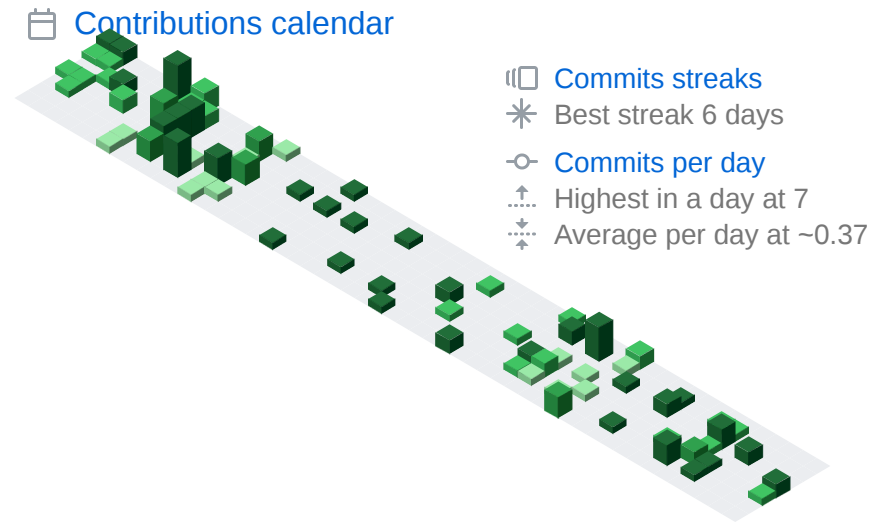 Contributions calendar
Commits streaks
Best streak 6 days
Commits per day
Highest in a day at 7
Average per day at ~0.37